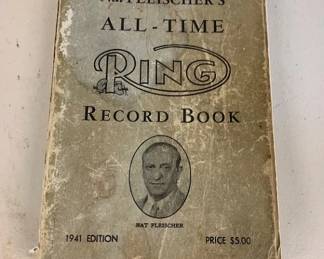 FLEISCHER'S
ALL-TIME
RING
RECORD BOOK
NAT FLEISCHER
1941 EDITION PRICE $5.00